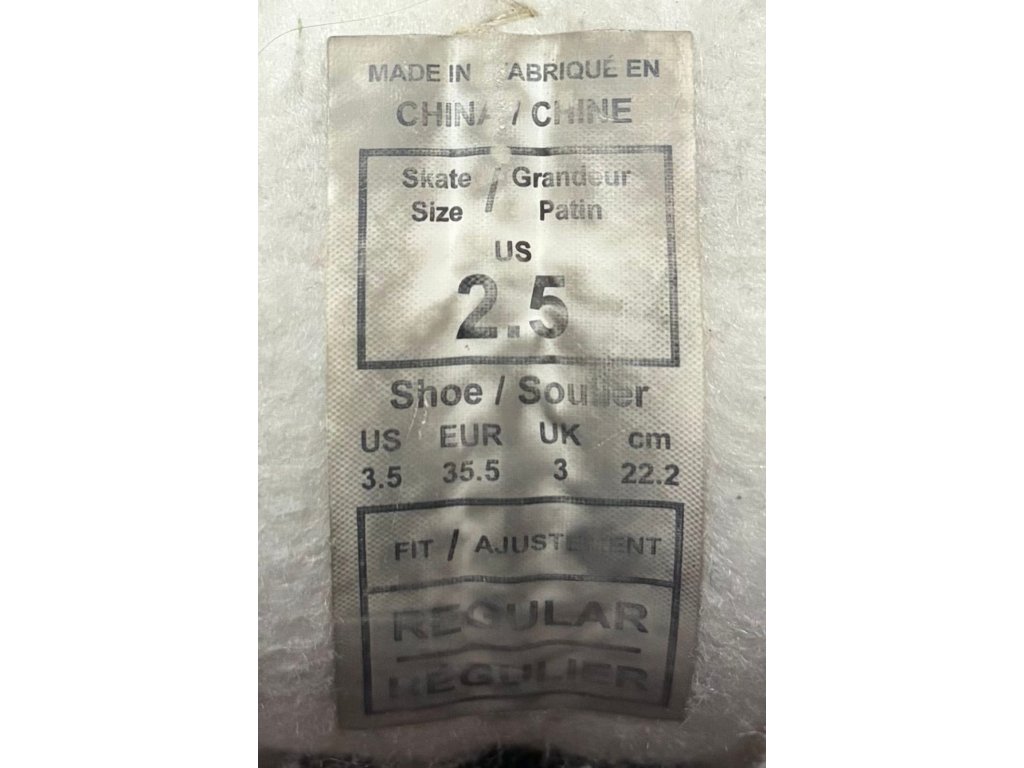 MADE IN FABRIQUÉ EN
CHINA / CHINE
Skate / Grandeur
Size Patin
US
2.5
Shoe / Soulier
US EUR UK cm
3.5 35.5 3 22.2
FIT / AJUSTEMENT
REGULAR
RÉGULIER